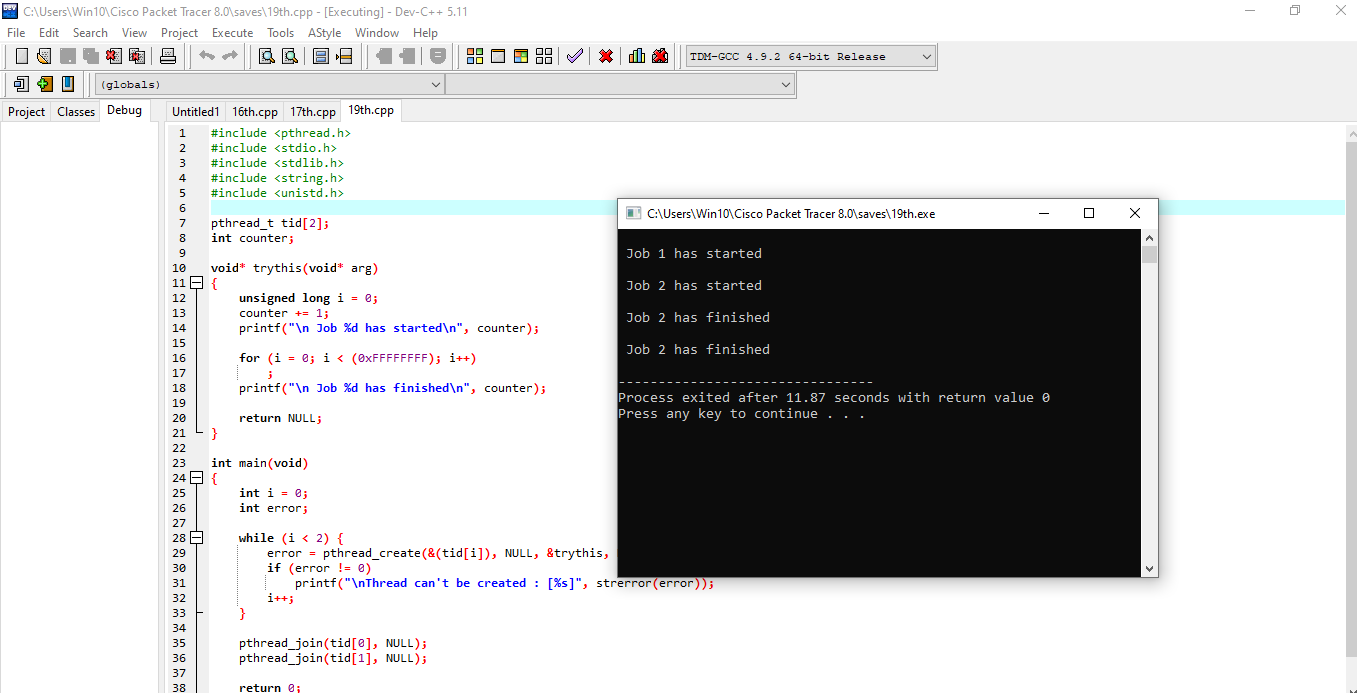 C:\Users\Win10\Cisco Packet Tracer 8.0\saves\19th.cpp - [Executing] - Dev-C++ 5.11
File Edit Search View Project Execute Tools AStyle Window Help
TDM-GCC 4.9.2 64-bit Release
(globals)
Project Classes Debug Untitled1 16th.cpp 17th.cpp 19th.cpp
1 #include <pthread.h>
2 #include <stdio.h>
3 #include <stdlib.h>
4 #include <string.h>
5 #include <unistd.h>
6
7 pthread_t tid[2];
8 int counter;
9
10 void* trythis(void* arg)
11 {
12 unsigned long i = 0;
13 counter += 1;
14 printf("\n Job %d has started\n", counter);
15
16 for (i = 0; i < (0xFFFFFFFF); i++)
17 ;
18 printf("\n Job %d has finished\n", counter);
19
20 return NULL;
21 }
22
23 int main(void)
24 {
25 int i = 0;
26 int error;
27
28 while (i < 2) {
29 error = pthread_create(&(tid[i]), NULL, &trythis,
30 if (error != 0)
31 printf("\nThread can't be created : [%s]", strerror(error));
32 i++;
33 }
34
35 pthread_join(tid[0], NULL);
36 pthread_join(tid[1], NULL);
37
38 return 0;
C:\Users\Win10\Cisco Packet Tracer 8.0\saves\19th.exe
Job 1 has started
Job 2 has started
Job 2 has finished
Job 2 has finished
--------------------------------
Process exited after 11.87 seconds with return value 0
Press any key to continue . . .